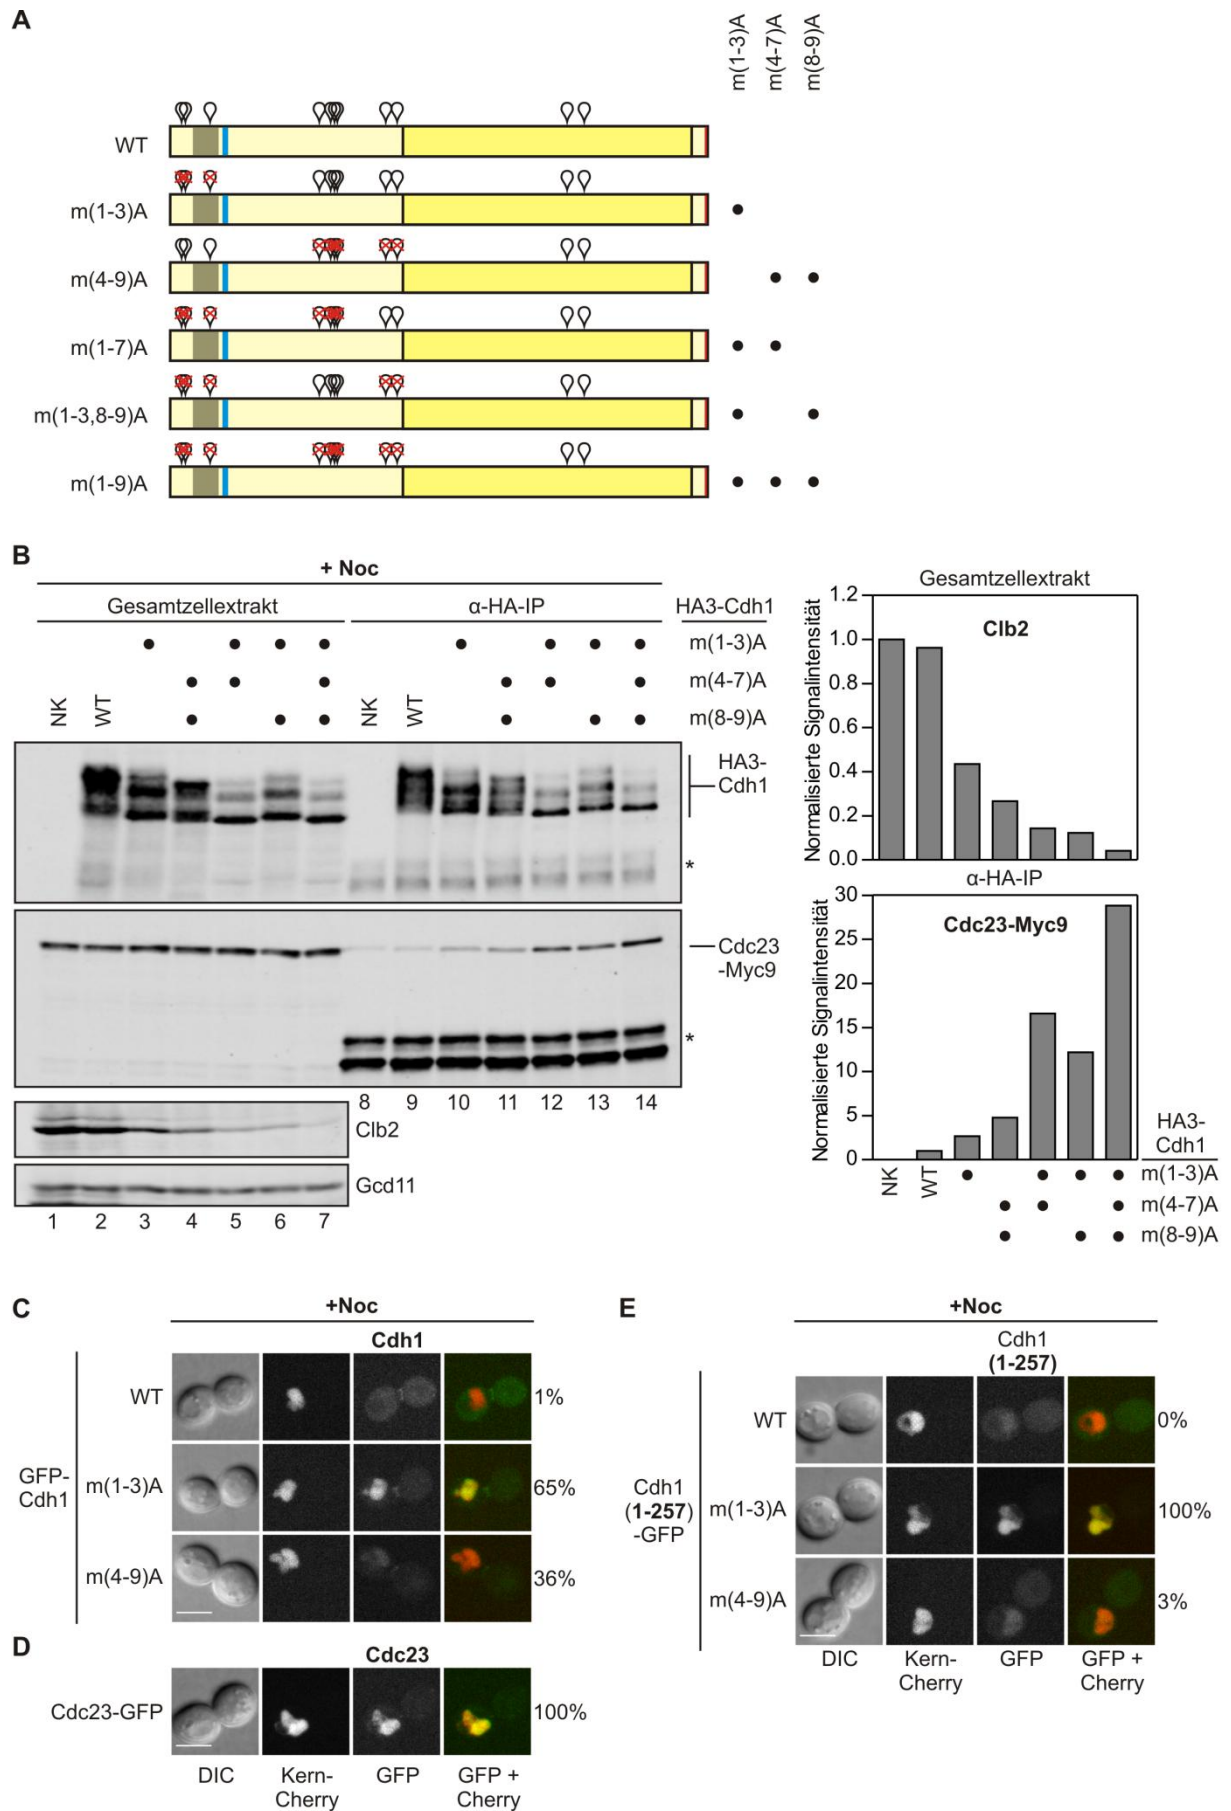 A
m(1-3)A
m(4-7)A
m(8-9)A
WT
m(1-3)A
m(4-9)A
m(1-7)A
m(1-3,8-9)A
m(1-9)A
B
+ Noc
Gesamtzellextrakt
α-HA-IP
HA3-Cdh1
m(1-3)A
m(4-7)A
m(8-9)A
NK
WT
NK
WT
HA3-
Cdh1
*
Cdc23
-Myc9
*
8 9 10 11 12 13 14
Clb2
Gcd11
1 2 3 4 5 6 7
Gesamtzellextrakt
Clb2
Normalisierte Signalintensität
1.2
1.0
0.8
0.6
0.4
0.2
0.0
α-HA-IP
Cdc23-Myc9
Normalisierte Signalintensität
30
25
20
15
10
5
0
NK
WT
HA3-
Cdh1
m(1-3)A
m(4-7)A
m(8-9)A
C
+Noc
Cdh1
GFP-
Cdh1
WT
1%
m(1-3)A
65%
m(4-9)A
36%
D
Cdc23
Cdc23-GFP
100%
DIC
Kern-
Cherry
GFP
GFP +
Cherry
E
+Noc
Cdh1
(1-257)
Cdh1
(1-257)
-GFP
WT
0%
m(1-3)A
100%
m(4-9)A
3%
DIC
Kern-
Cherry
GFP
GFP +
Cherry